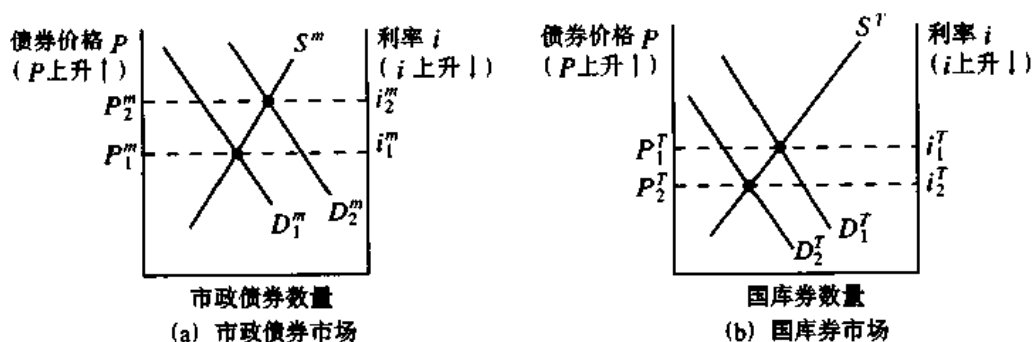 债券价格 P
（P上升↑）
S^m
利率 i
（i 上升↓）
P_2^m
i_2^m
P_1^m
i_1^m
D_1^m
D_2^m
市政债券数量
(a) 市政债券市场
债券价格 P
（P上升↑）
S^T
利率 i
（i上升↓）
P_1^T
i_1^T
P_2^T
i_2^T
D_1^T
D_2^T
国库券数量
(b) 国库券市场